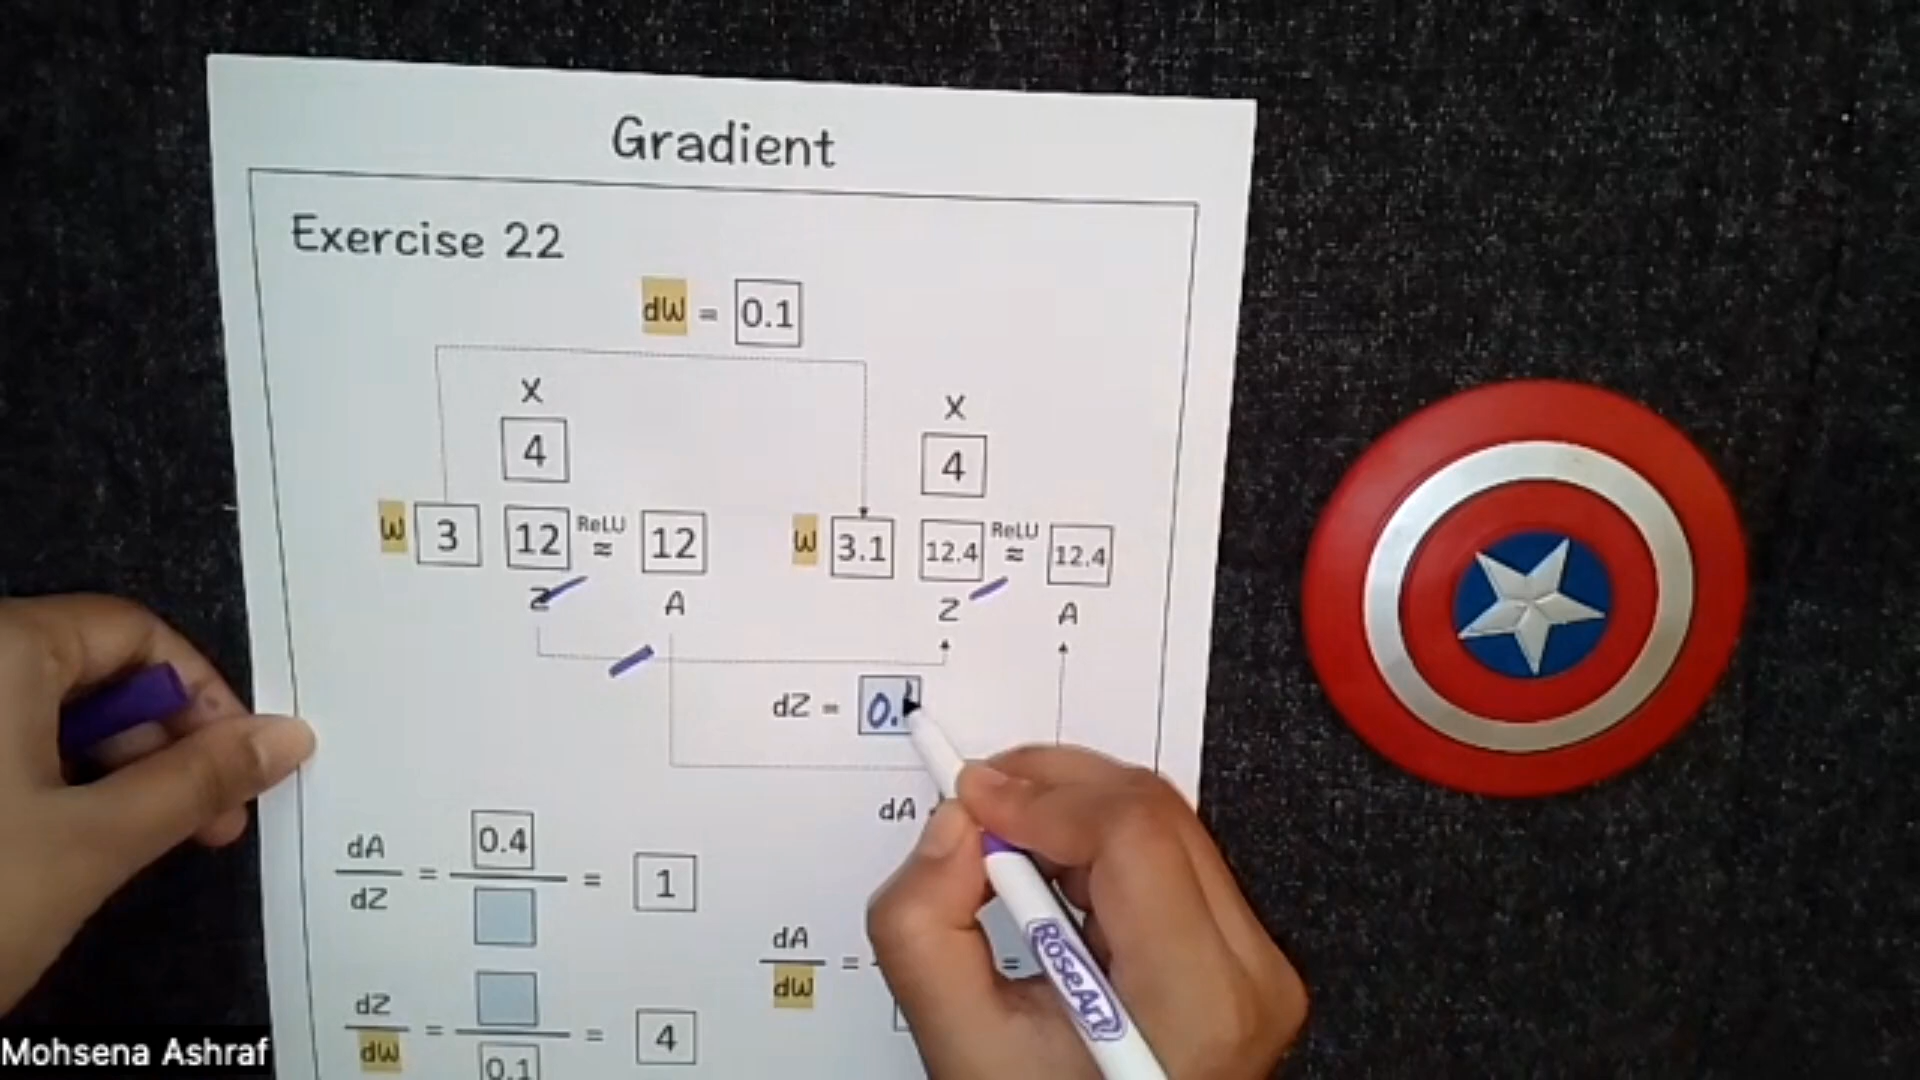 Gradient
Exercise 22
dW = 0.1
X
4
X
4
W 3 12 ReLU ≈ 12
W 3.1 12.4 ReLU ≈ 12.4
Z A
Z A
dZ = 0.
dA
dA/dZ = 0.4/ = 1
dA/dW = =
dZ/dW = /0.1 = 4
RoseArt
Mohsena Ashraf